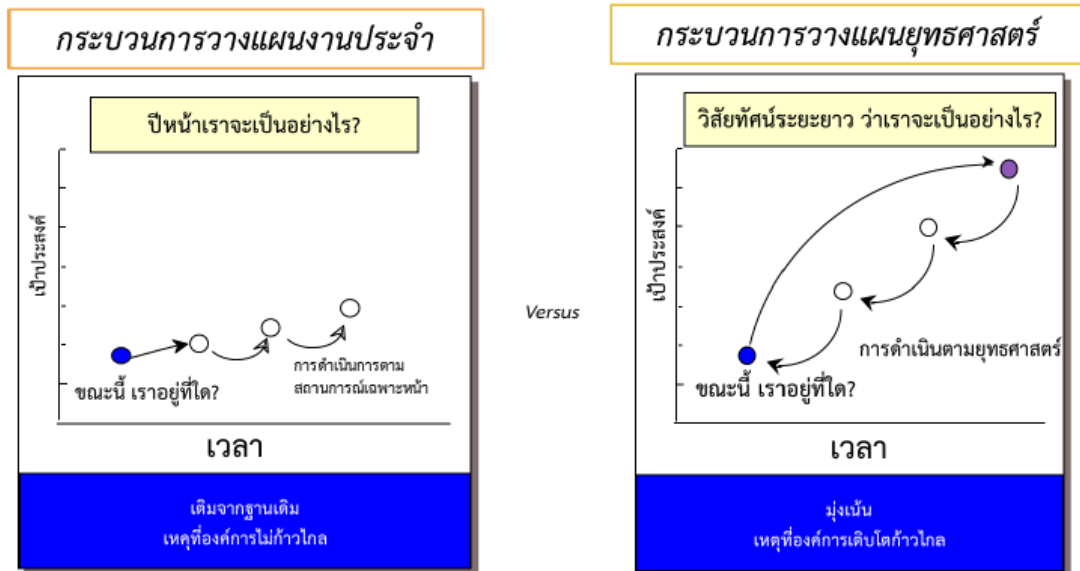 กระบวนการวางแผนงานประจำ
ปีหน้าเราจะเป็นอย่างไร?
เป้าประสงค์
ขณะนี้ เราอยู่ที่ใด?
การดำเนินการตาม
สถานการณ์เฉพาะหน้า
เวลา
เติมจากฐานเดิม
เหคุที่องค์การไม่ก้าวไกล
Versus
กระบวนการวางแผนยุทธศาสตร์
วิสัยทัศน์ระยะยาว ว่าเราจะเป็นอย่างไร?
เป้าประสงค์
การดำเนินตามยุทธศาสตร์
ขณะนี้ เราอยู่ที่ใด?
เวลา
มุ่งเน้น
เหตุที่องค์การเติบโตก้าวไกล